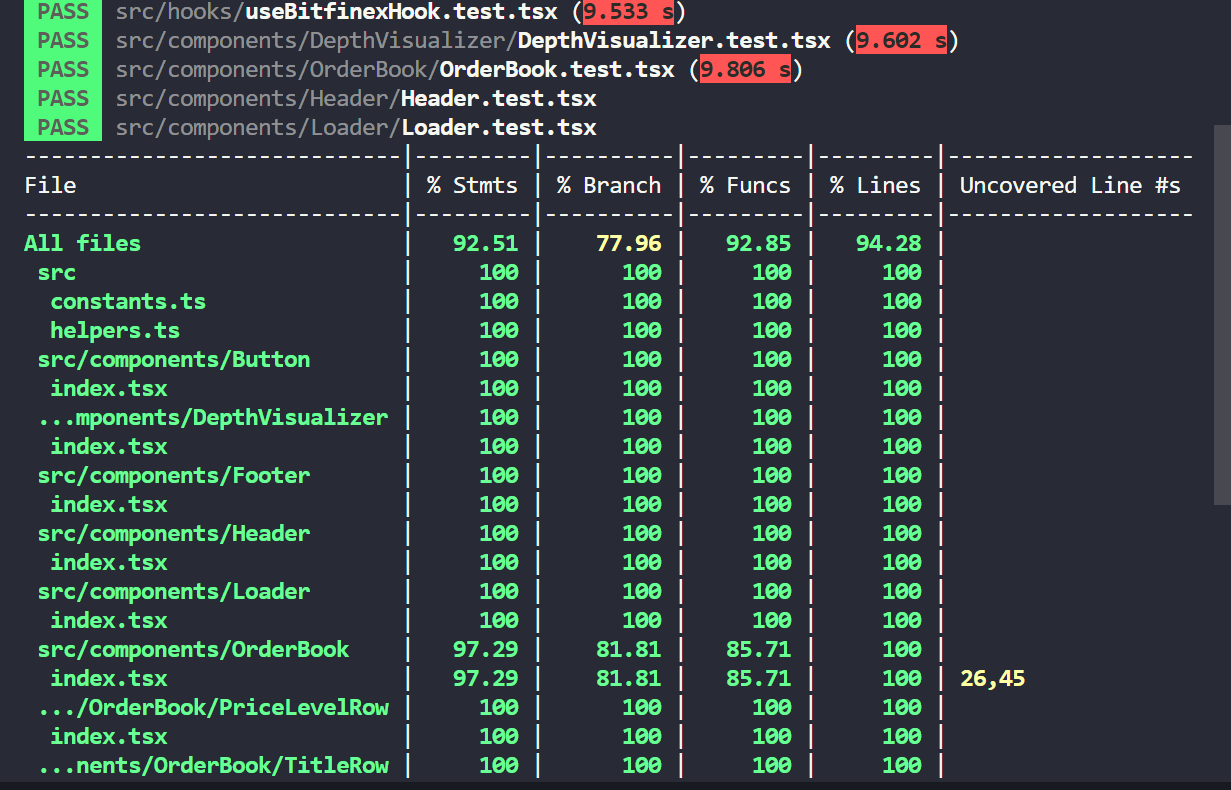 PASS src/hooks/useBitfinexHook.test.tsx (9.533 s)
PASS src/components/DepthVisualizer/DepthVisualizer.test.tsx (9.602 s)
PASS src/components/OrderBook/OrderBook.test.tsx (9.806 s)
PASS src/components/Header/Header.test.tsx
PASS src/components/Loader/Loader.test.tsx
-----------------------------|---------|----------|---------|---------|-------------------
File                         | % Stmts | % Branch | % Funcs | % Lines | Uncovered Line #s
-----------------------------|---------|----------|---------|---------|-------------------
All files                    |   92.51 |    77.96 |   92.85 |   94.28 |
 src                         |     100 |      100 |     100 |     100 |
  constants.ts               |     100 |      100 |     100 |     100 |
  helpers.ts                 |     100 |      100 |     100 |     100 |
 src/components/Button       |     100 |      100 |     100 |     100 |
  index.tsx                  |     100 |      100 |     100 |     100 |
 ...mponents/DepthVisualizer |     100 |      100 |     100 |     100 |
  index.tsx                  |     100 |      100 |     100 |     100 |
 src/components/Footer       |     100 |      100 |     100 |     100 |
  index.tsx                  |     100 |      100 |     100 |     100 |
 src/components/Header       |     100 |      100 |     100 |     100 |
  index.tsx                  |     100 |      100 |     100 |     100 |
 src/components/Loader       |     100 |      100 |     100 |     100 |
  index.tsx                  |     100 |      100 |     100 |     100 |
 src/components/OrderBook    |   97.29 |    81.81 |   85.71 |     100 |
  index.tsx                  |   97.29 |    81.81 |   85.71 |     100 | 26,45
 .../OrderBook/PriceLevelRow |     100 |      100 |     100 |     100 |
  index.tsx                  |     100 |      100 |     100 |     100 |
 ...nents/OrderBook/TitleRow |     100 |      100 |     100 |     100 |